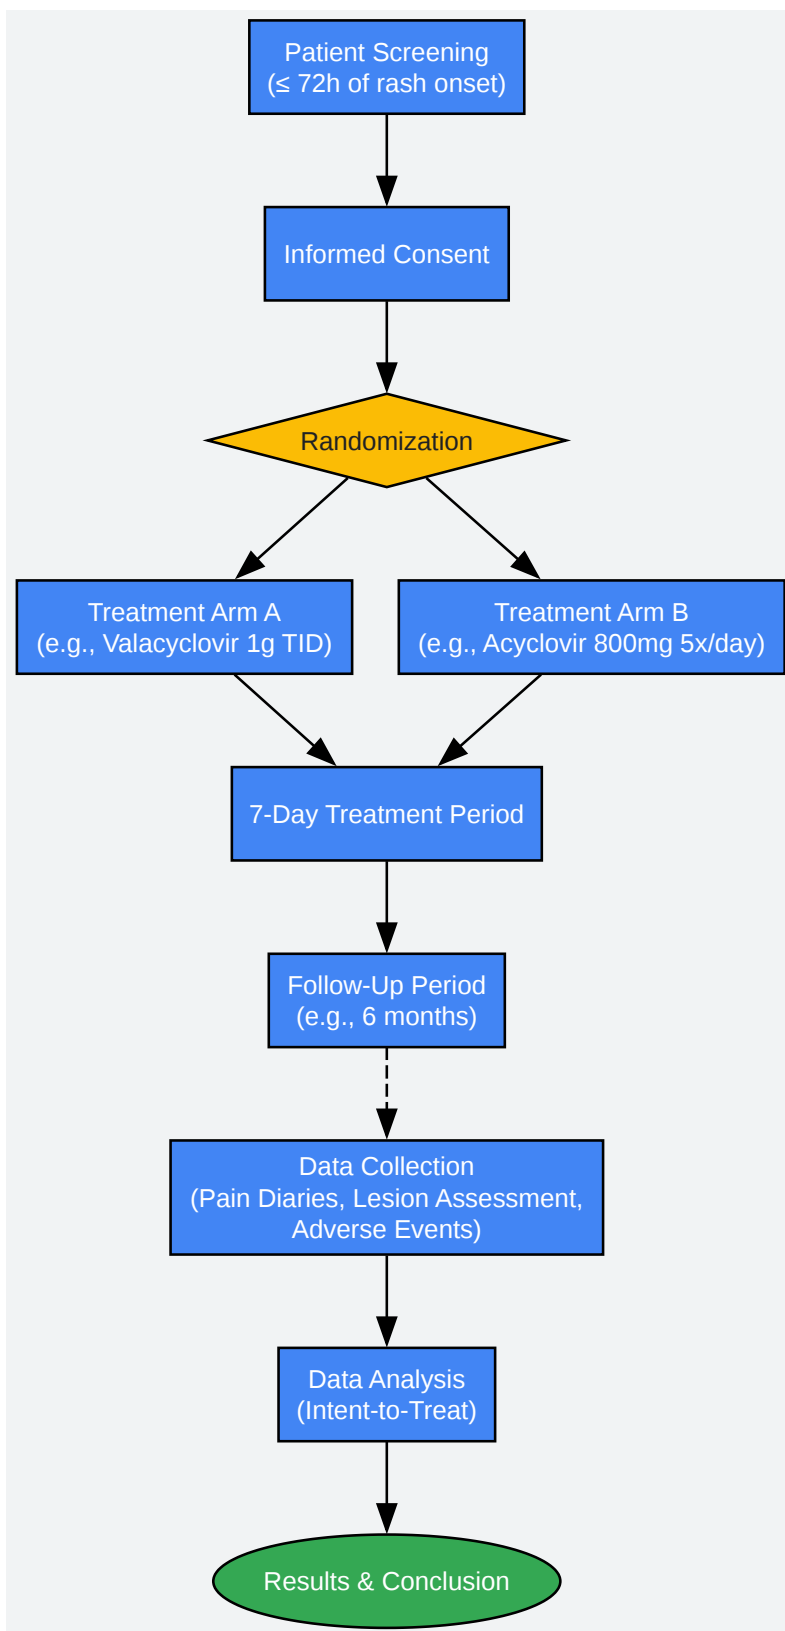 Patient Screening
(≤ 72h of rash onset)
Informed Consent
Randomization
Treatment Arm A
(e.g., Valacyclovir 1g TID)
Treatment Arm B
(e.g., Acyclovir 800mg 5x/day)
7-Day Treatment Period
Follow-Up Period
(e.g., 6 months)
Data Collection
(Pain Diaries, Lesion Assessment,
Adverse Events)
Data Analysis
(Intent-to-Treat)
Results & Conclusion